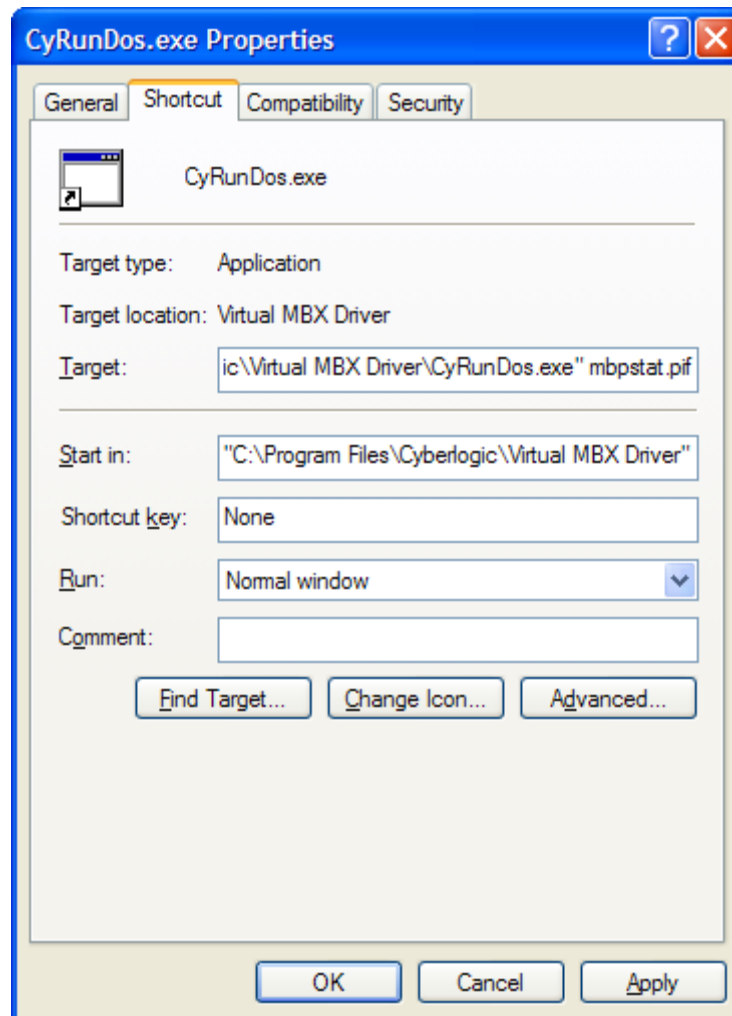 CyRunDos.exe Properties
General Shortcut Compatibility Security
CyRunDos.exe
Target type: Application
Target location: Virtual MBX Driver
Target: ic\Virtual MBX Driver\CyRunDos.exe" mbpstat.pif
Start in: "C:\Program Files\Cyberlogic\Virtual MBX Driver"
Shortcut key: None
Run: Normal window
Comment:
Find Target... Change Icon... Advanced...
OK Cancel Apply